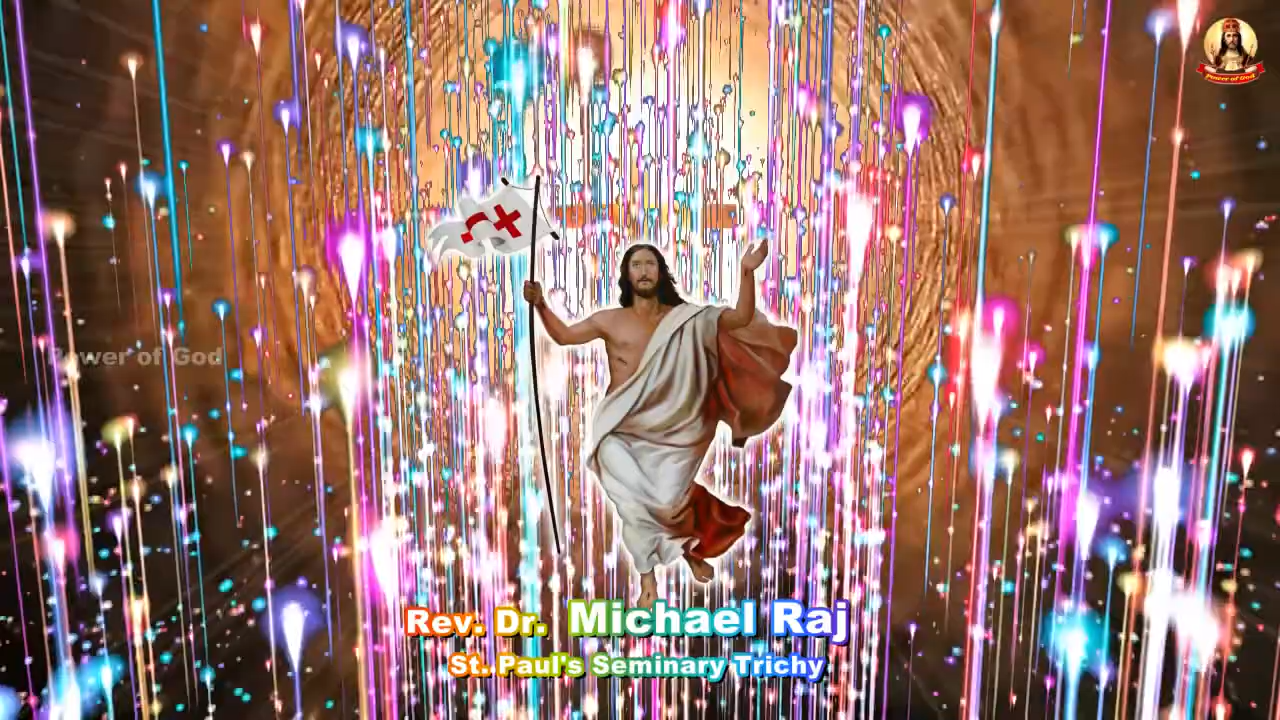 Power of God
Power of God
Rev. Dr. Michael Raj
St. Paul's Seminary Trichy